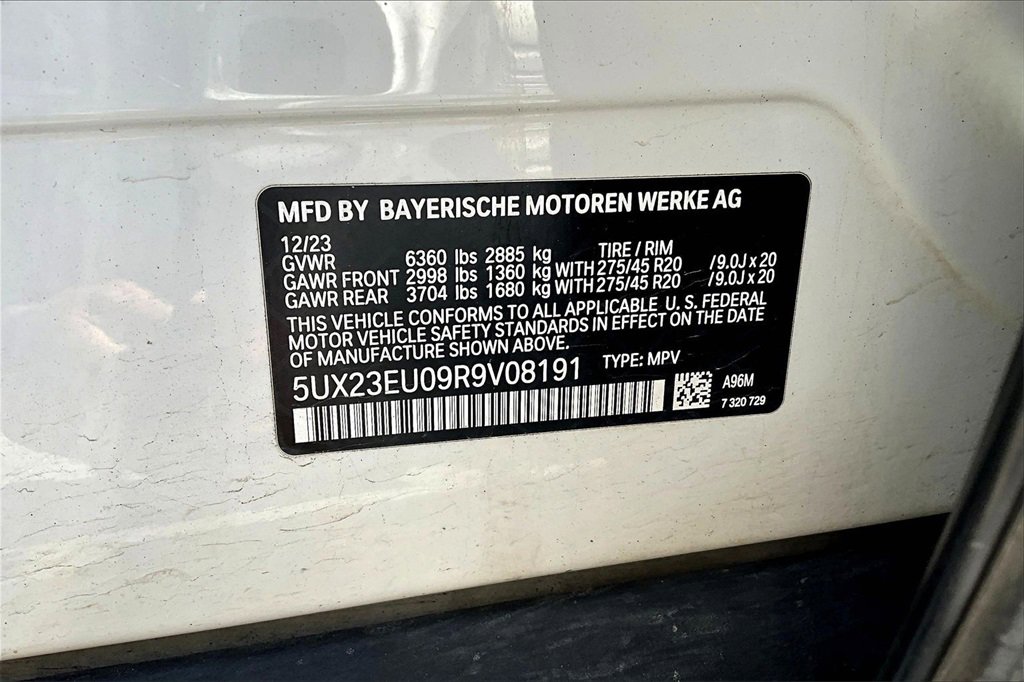 MFD BY BAYERISCHE MOTOREN WERKE AG
12/23 TIRE / RIM
GVWR 6360 lbs 2885 kg
GAWR FRONT 2998 lbs 1360 kg WITH 275/45 R20 / 9.0J x 20
GAWR REAR 3704 lbs 1680 kg WITH 275/45 R20 / 9.0J x 20
THIS VEHICLE CONFORMS TO ALL APPLICABLE U. S. FEDERAL
MOTOR VEHICLE SAFETY STANDARDS IN EFFECT ON THE DATE
OF MANUFACTURE SHOWN ABOVE.
5UX23EU09R9V08191 TYPE: MPV
A96M
7 320 729